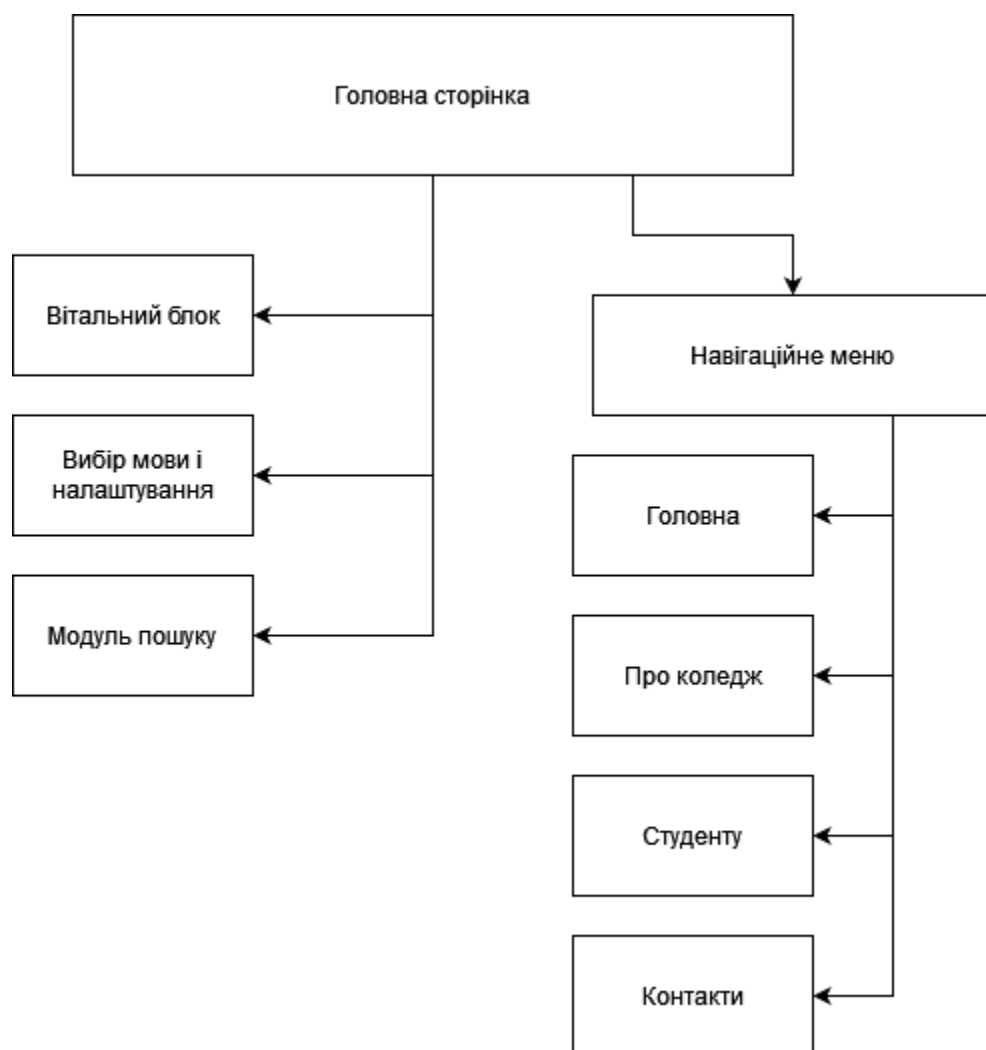 Головна сторінка
Вітальний блок
Вибір мови і
налаштування
Модуль пошуку
Навігаційне меню
Головна
Про коледж
Студенту
Контакти